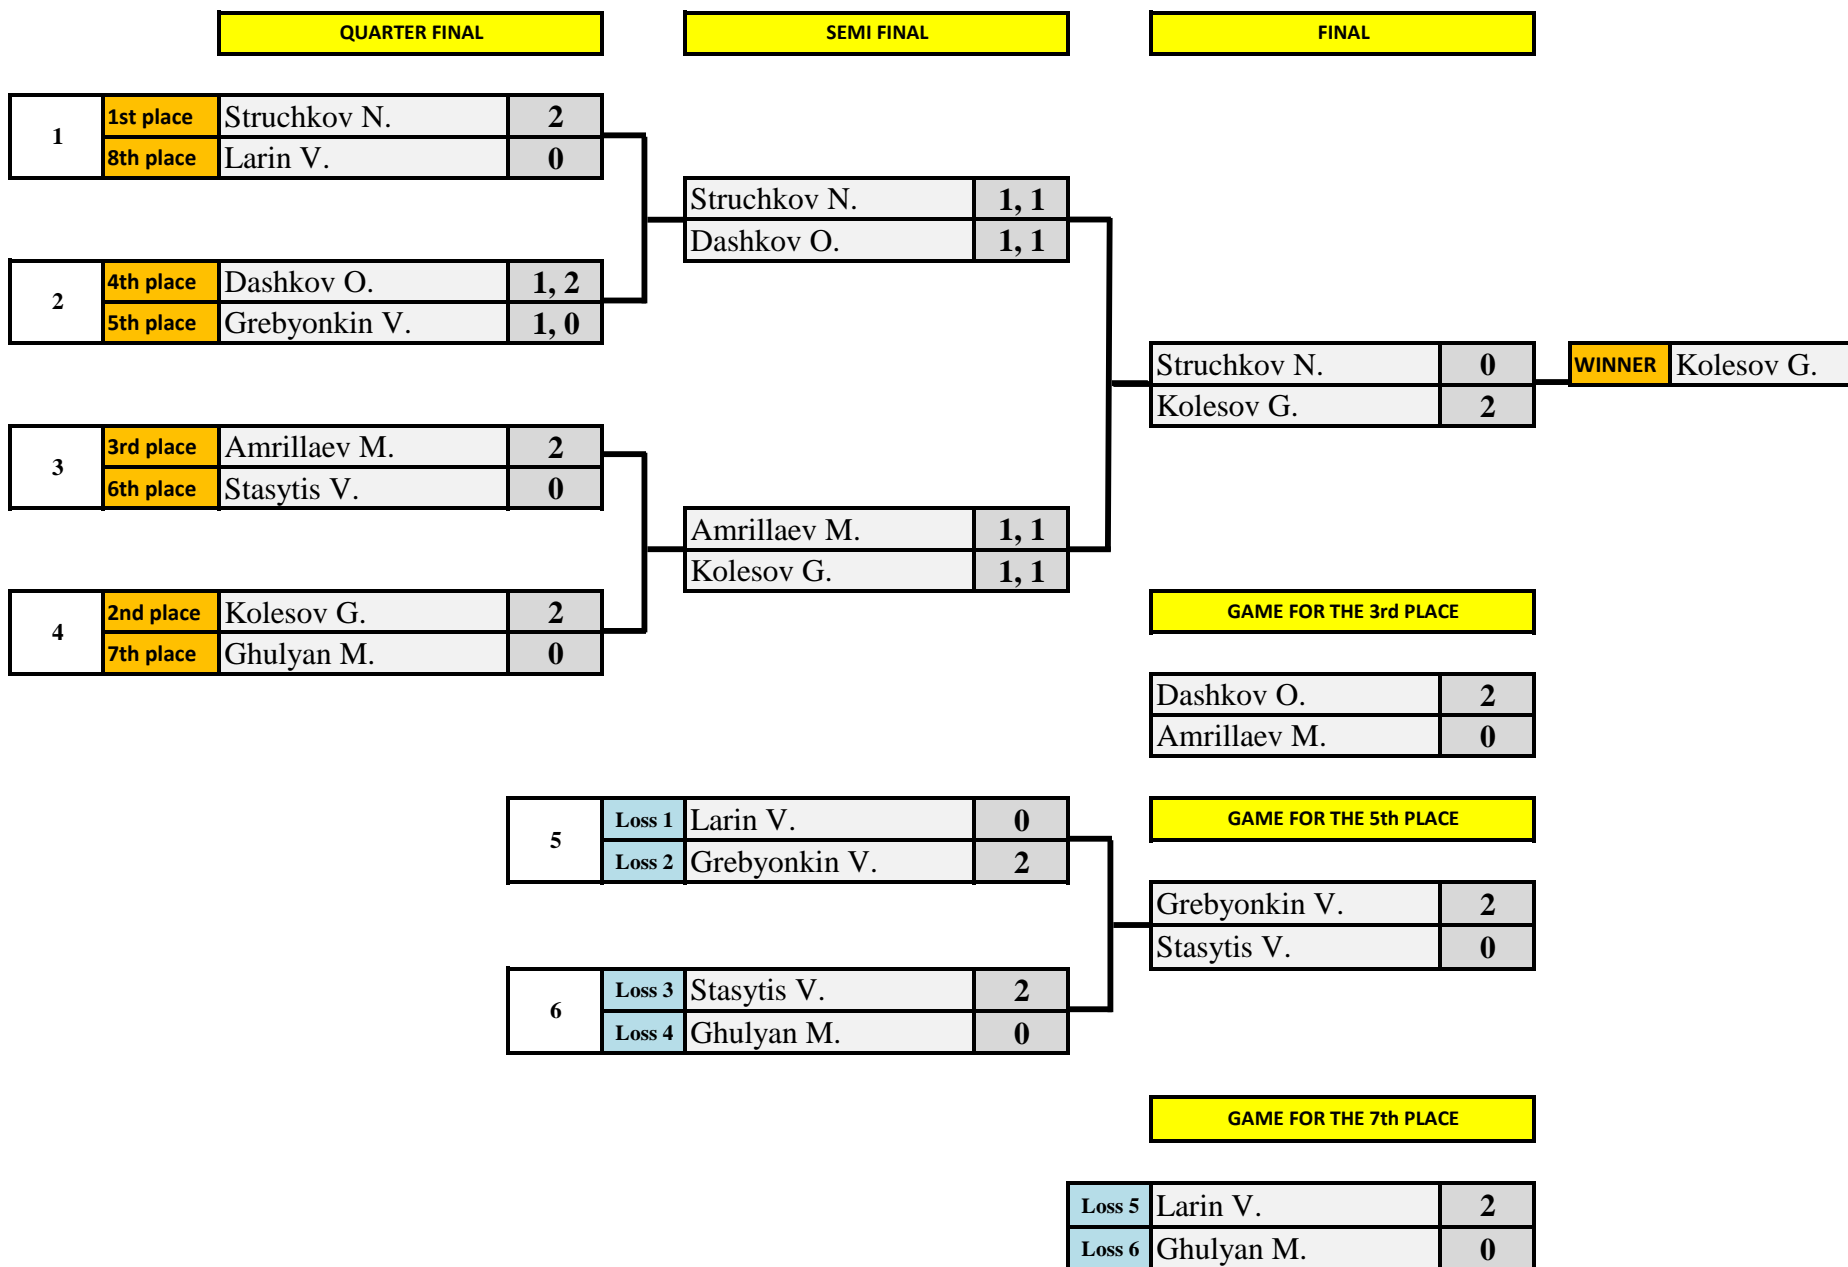 QUARTER FINAL SEMI FINAL FINAL
1 1st place Struchkov N. 2
8th place Larin V. 0
Struchkov N. 1, 1
Dashkov O. 1, 1
2 4th place Dashkov O. 1, 2
5th place Grebyonkin V. 1, 0
Struchkov N. 0 WINNER Kolesov G.
Kolesov G. 2
3 3rd place Amrillaev M. 2
6th place Stasytis V. 0
Amrillaev M. 1, 1
Kolesov G. 1, 1
4 2nd place Kolesov G. 2
7th place Ghulyan M. 0
GAME FOR THE 3rd PLACE
Dashkov O. 2
Amrillaev M. 0
5 Loss 1 Larin V. 0
Loss 2 Grebyonkin V. 2
GAME FOR THE 5th PLACE
Grebyonkin V. 2
Stasytis V. 0
6 Loss 3 Stasytis V. 2
Loss 4 Ghulyan M. 0
GAME FOR THE 7th PLACE
Loss 5 Larin V. 2
Loss 6 Ghulyan M. 0